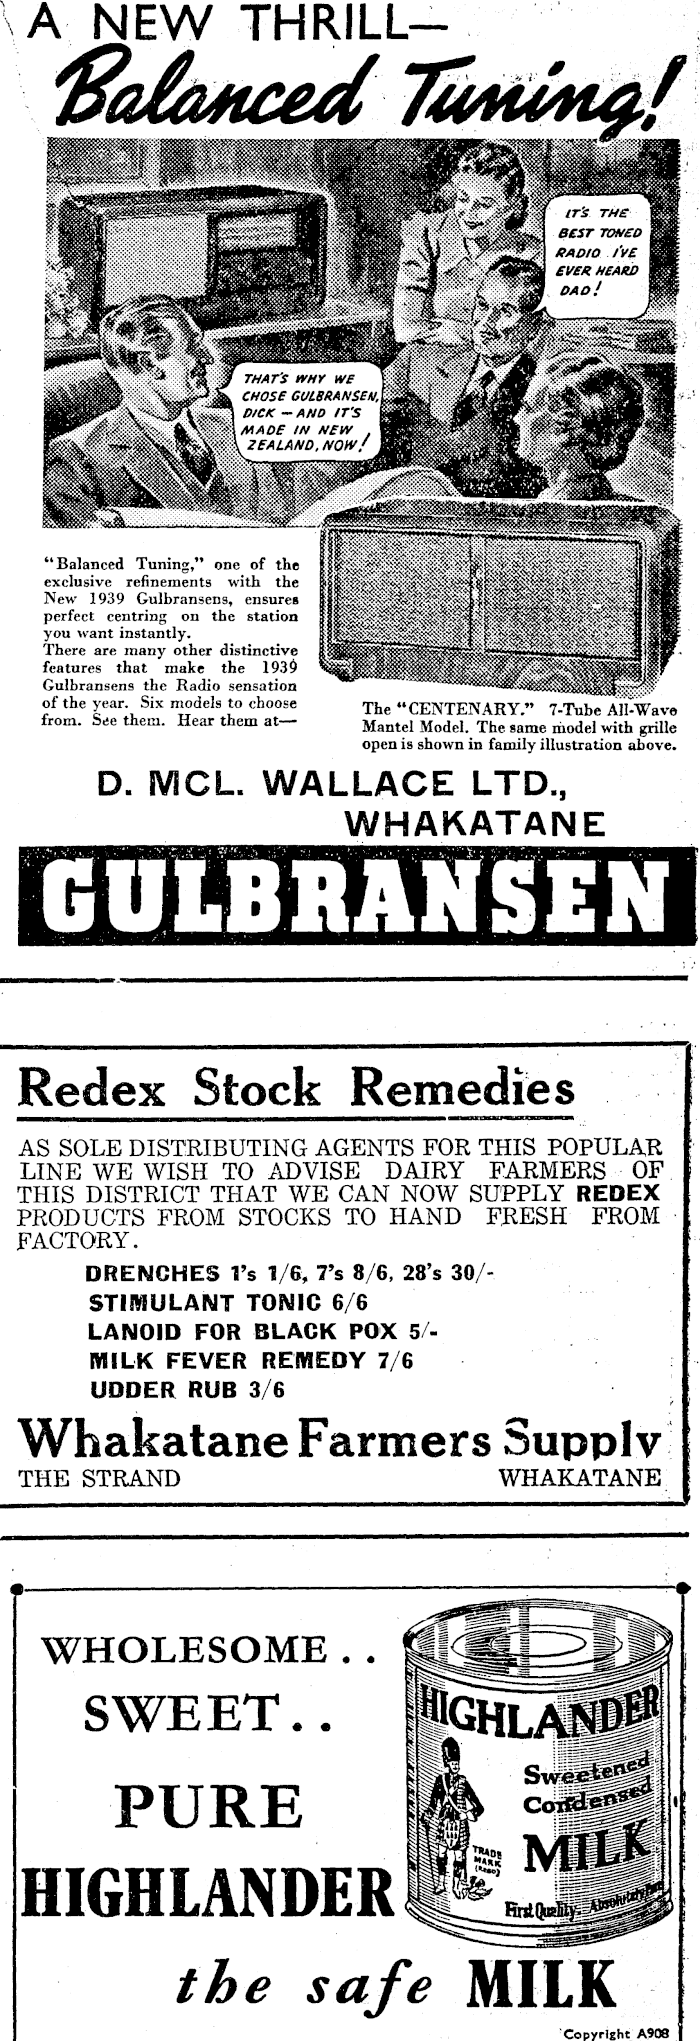 A NEW THRILL—
Balanced Tuning!
IT'S THE
BEST TONED
RADIO I'VE
EVER HEARD
DAD!
THAT'S WHY WE
CHOSE GULBRANSEN,
DICK — AND IT'S
MADE IN NEW
ZEALAND, NOW!
"Balanced Tuning," one of the
exclusive refinements with the
New 1939 Gulbransens, ensures
perfect centring on the station
you want instantly.
There are many other distinctive
features that make the 1939
Gulbransens the Radio sensation
of the year. Six models to choose
from. See them. Hear them at—
The "CENTENARY." 7-Tube All-Wave
Mantel Model. The same model with grille
open is shown in family illustration above.
D. MCL. WALLACE LTD.,
WHAKATANE
GULBRANSEN
Redex Stock Remedies
AS SOLE DISTRIBUTING AGENTS FOR THIS POPULAR
LINE WE WISH TO ADVISE DAIRY FARMERS OF
THIS DISTRICT THAT WE CAN NOW SUPPLY REDEX
PRODUCTS FROM STOCKS TO HAND FRESH FROM
FACTORY.
DRENCHES 1's 1/6, 7's 8/6, 28's 30/-
STIMULANT TONIC 6/6
LANOID FOR BLACK POX 5/-
MILK FEVER REMEDY 7/6
UDDER RUB 3/6
Whakatane Farmers Supply
THE STRAND WHAKATANE
WHOLESOME . .
SWEET . .
PURE
HIGHLANDER
the safe MILK
HIGHLANDER
Sweetened
Condensed
MILK
TRADE
MARK
(REGD)
First Quality. Absolutely Pure
Copyright A908